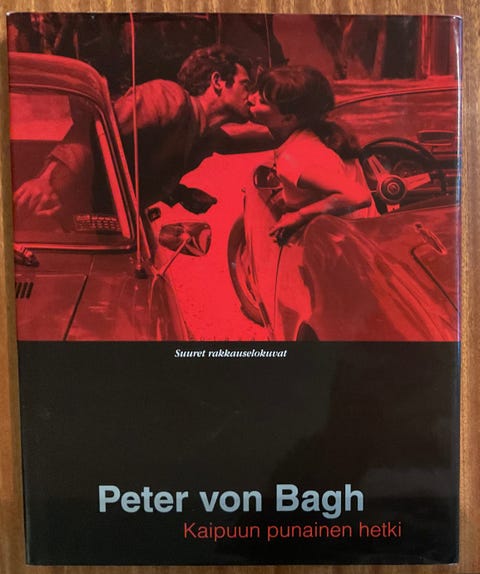 Suuret rakkauselokuvat
Peter von Bagh
Kaipuun punainen hetki